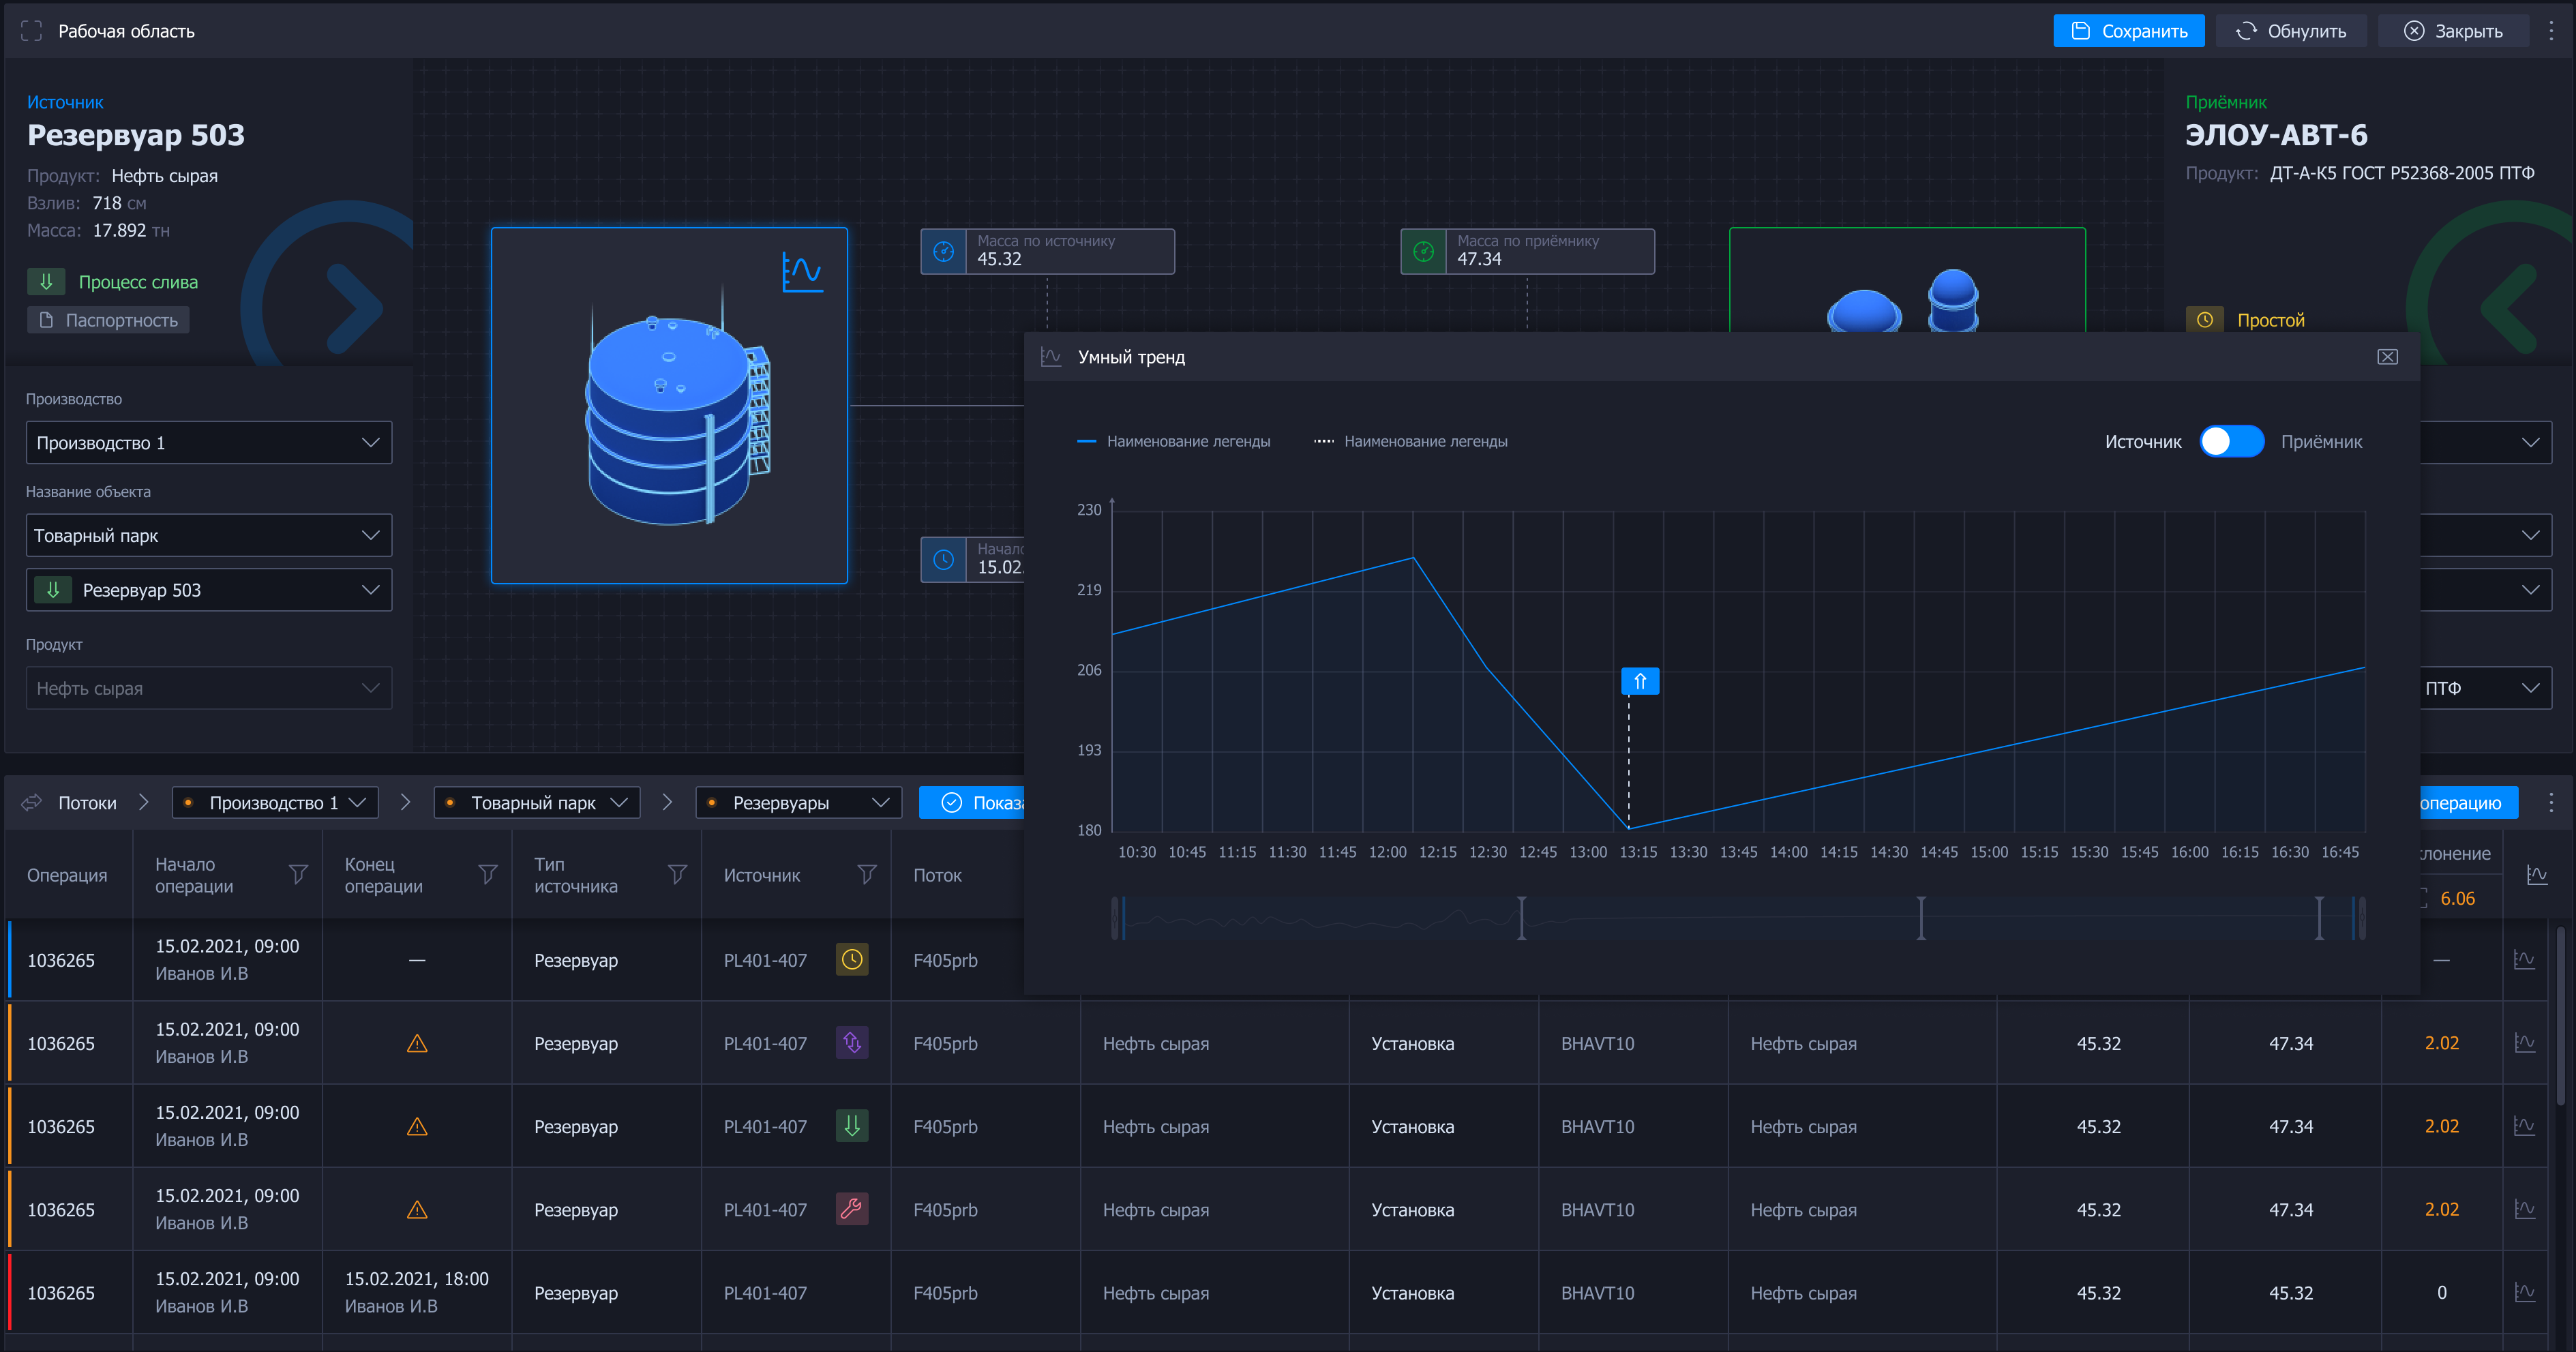 Рабочая область
Сохранить
Обнулить
Закрыть
Источник
Резервуар 503
Продукт: Нефть сырая
Взлив: 718 см
Масса: 17.892 тн
Процесс слива
Паспортность
Производство
Производство 1
Название объекта
Товарный парк
Резервуар 503
Продукт
Нефть сырая
Масса по источнику
45.32
Масса по приёмнику
47.34
15.02.
Приёмник
ЭЛОУ-АВТ-6
Продукт: ДТ-А-К5 ГОСТ Р52368-2005 ПТФ
Простой
ПТФ
Умный тренд
Наименование легенды
Наименование легенды
Источник
Приёмник
230
219
206
193
180
10:30 10:45 11:15 11:30 11:45 12:00 12:15 12:30 12:45 13:00 13:15 13:30 13:45 14:00 14:15 14:30 14:45 15:00 15:15 15:30 15:45 16:00 16:15 16:30 16:45
Потоки
Производство 1
Товарный парк
Резервуары
операцию
Операция
Начало
операции
Конец
операции
Тип
источника
Источник
Поток
6.06
1036265 15.02.2021, 09:00 — Резервуар PL401-407 F405prb —
Иванов И.В
1036265 15.02.2021, 09:00 Резервуар PL401-407 F405prb Нефть сырая Установка BHAVT10 Нефть сырая 45.32 47.34 2.02
Иванов И.В
1036265 15.02.2021, 09:00 Резервуар PL401-407 F405prb Нефть сырая Установка BHAVT10 Нефть сырая 45.32 47.34 2.02
Иванов И.В
1036265 15.02.2021, 09:00 Резервуар PL401-407 F405prb Нефть сырая Установка BHAVT10 Нефть сырая 45.32 47.34 2.02
Иванов И.В
1036265 15.02.2021, 09:00 15.02.2021, 18:00 Резервуар PL401-407 F405prb Нефть сырая Установка BHAVT10 Нефть сырая 45.32 45.32 0
Иванов И.В Иванов И.В